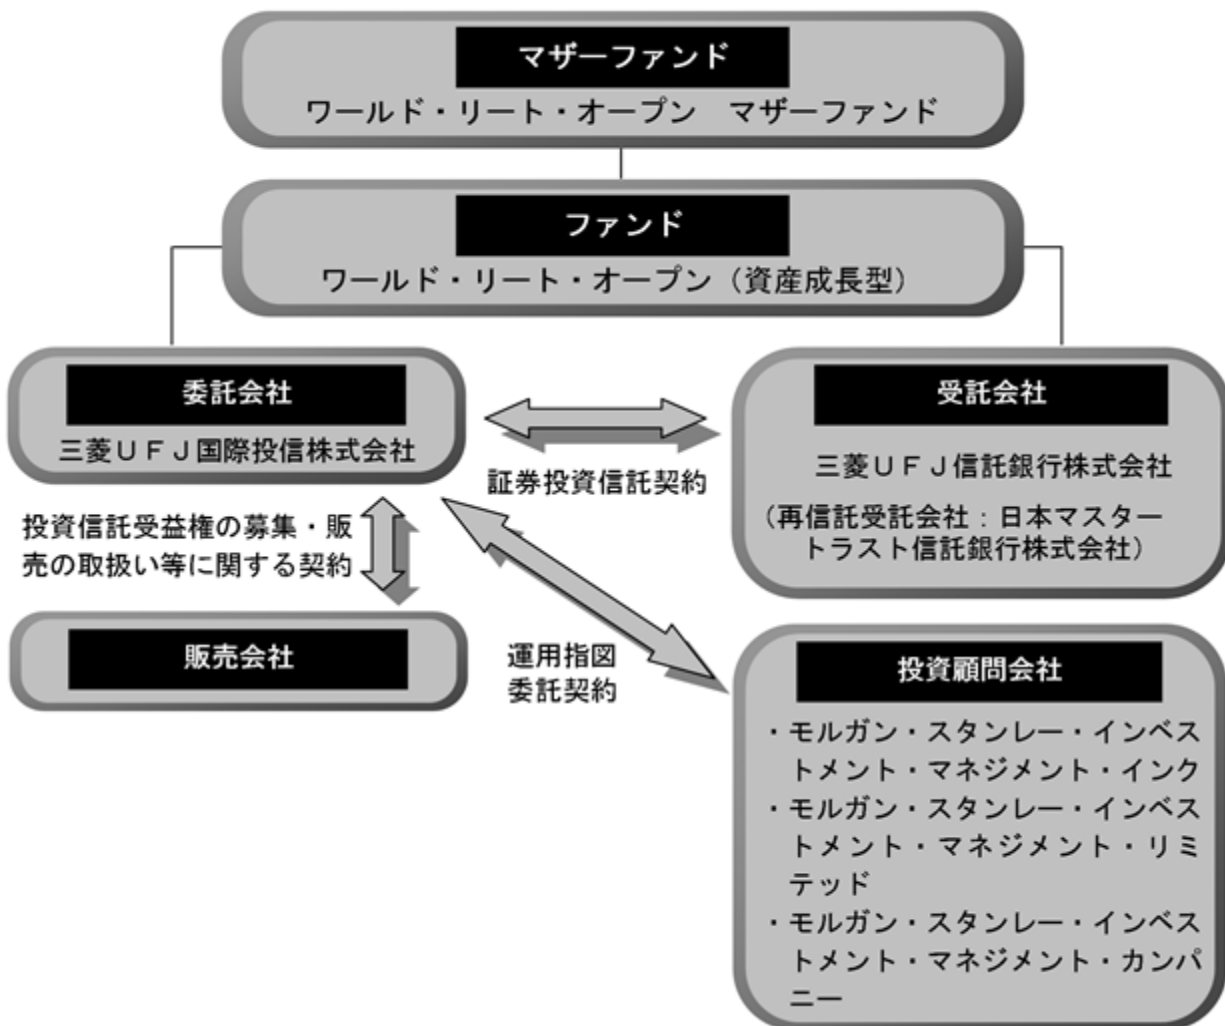 マザーファンド
ワールド・リート・オープン　マザーファンド
ファンド
ワールド・リート・オープン（資産成長型）
委託会社
三菱ＵＦＪ国際投信株式会社
証券投資信託契約
受託会社
三菱ＵＦＪ信託銀行株式会社
（再信託受託会社：日本マスター
トラスト信託銀行株式会社）
投資信託受益権の募集・販
売の取扱い等に関する契約
販売会社
運用指図
委託契約
投資顧問会社
・モルガン・スタンレー・インベス
トメント・マネジメント・インク
・モルガン・スタンレー・インベス
トメント・マネジメント・リミ
テッド
・モルガン・スタンレー・インベス
トメント・マネジメント・カンパ
ニー